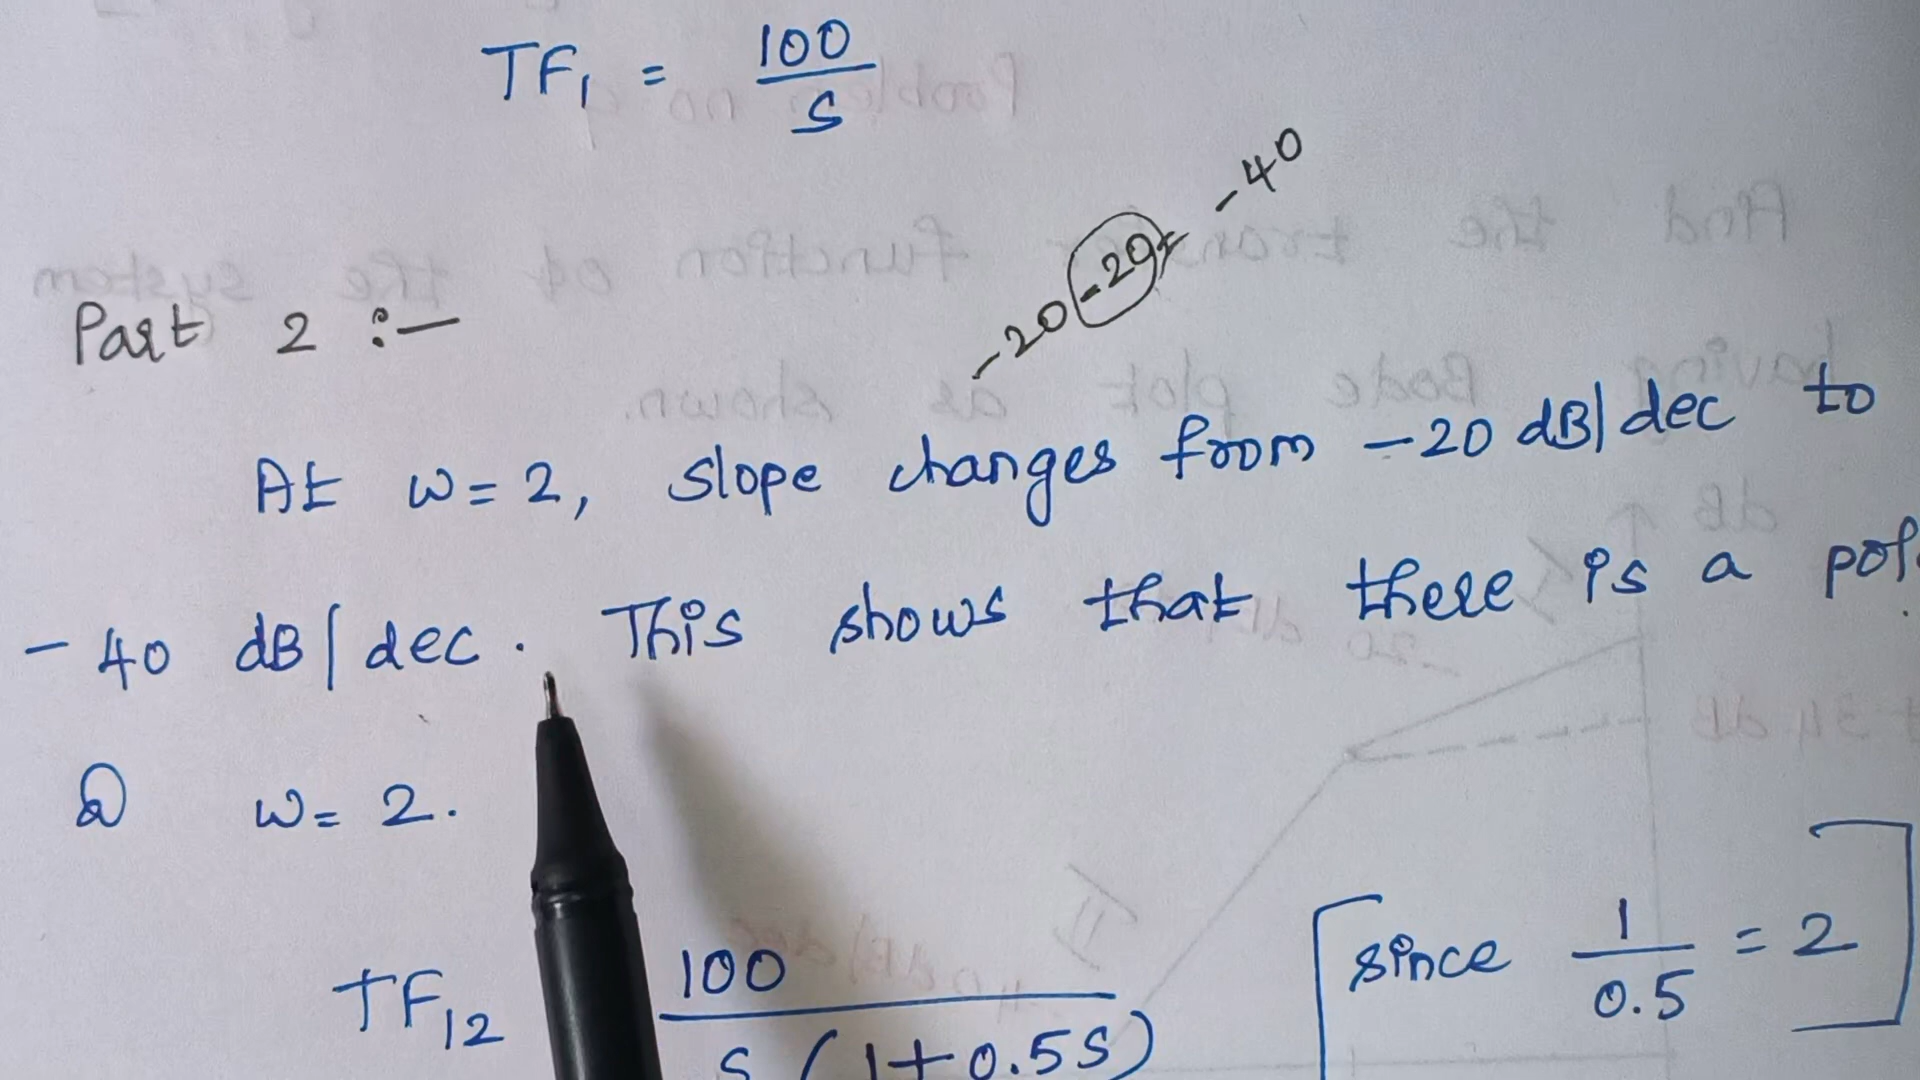 TF₁ = 100/s
-20 -20 = -40
Part 2 :-
At ω = 2, slope changes from -20 dB/dec to
-40 dB/dec. This shows that there is a pole
@ ω = 2.
TF₁₂ 100/s(1+0.5s) [since 1/0.5 = 2]